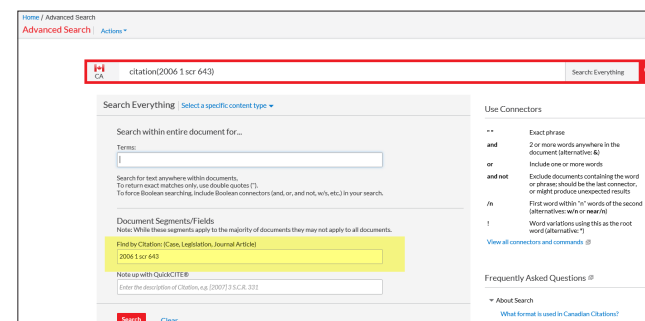 Home / Advanced Search
Advanced Search | Actions
CA citation(2006 1 scr 643) Search: Everything
Search Everything | Select a specific content type
Search within entire document for...
Terms:
Search for text anywhere within documents,
To return exact matches only, use double quotes (").
To force Boolean searching, include Boolean connectors (and, or, and not, w/s, etc.) in your search.
Document Segments/Fields
Note: While these segments apply to the majority of documents they may not apply to all documents.
Find by Citation: (Case, Legislation, Journal Article)
2006 1 scr 643
Note up with QuickCITE®
Enter the description of Citation, e.g. [2007] 3 S.C.R. 331
Search Clear
Use Connectors
" " Exact phrase
and 2 or more words anywhere in the
document (alternative: &)
or Include one or more words
and not Exclude documents containing the word
or phrase; should be the last connector,
or might produce unexpected results
/n First word within "n" words of the second
(alternatives: w/n or near/n)
! Word variations using this as the root
word (alternative: *)
View all connectors and commands
Frequently Asked Questions
About Search
What format is used in Canadian Citations?